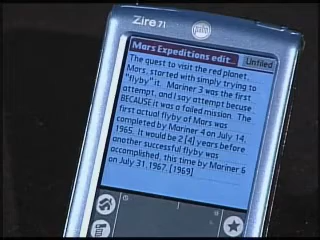 Zire 71
palm
Mars Expeditions edit...
Unfiled
The quest to visit the red planet,
Mars, started with simply trying to
"flyby" it. Mariner 3 was the first
attempt, and I say attempt becuse
BECAUSE it was a failed mission. The
first actual flyby of Mars was
completed by Mariner 4 on July 14,
1965. It would be 2 [4] years before
another successful flyby was
accomplished, this time by Mariner 6
on July 31,1967. [1969]